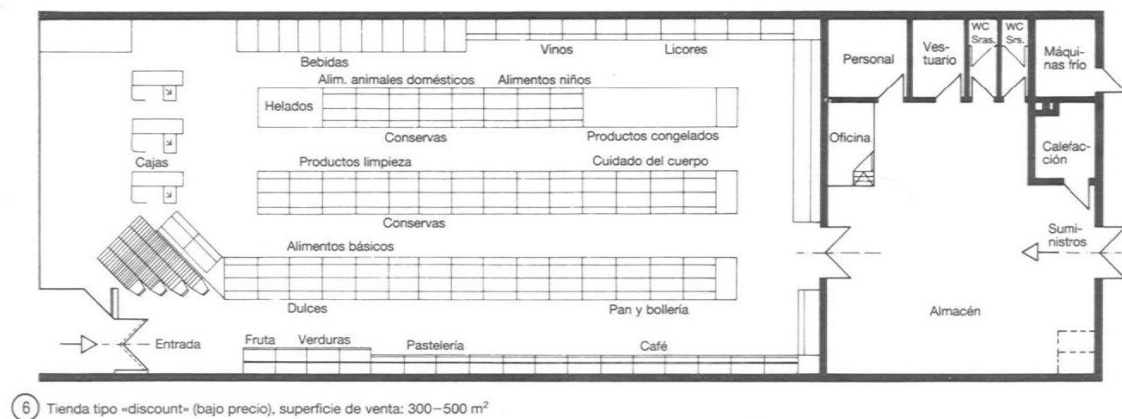 Vinos
Licores
Bebidas
Alim. animales domésticos
Alimentos niños
Helados
Conservas
Productos congelados
Cajas
Productos limpieza
Cuidado del cuerpo
Conservas
Alimentos básicos
Dulces
Pan y bollería
Entrada
Fruta
Verduras
Pastelería
Café
Personal
Ves-
tuario
WC
Sras.
WC
Srs.
Máqui-
nas frío
Oficina
Calefac-
ción
Sumi-
nistros
Almacén
6 Tienda tipo «discount» (bajo precio), superficie de venta: 300–500 m²